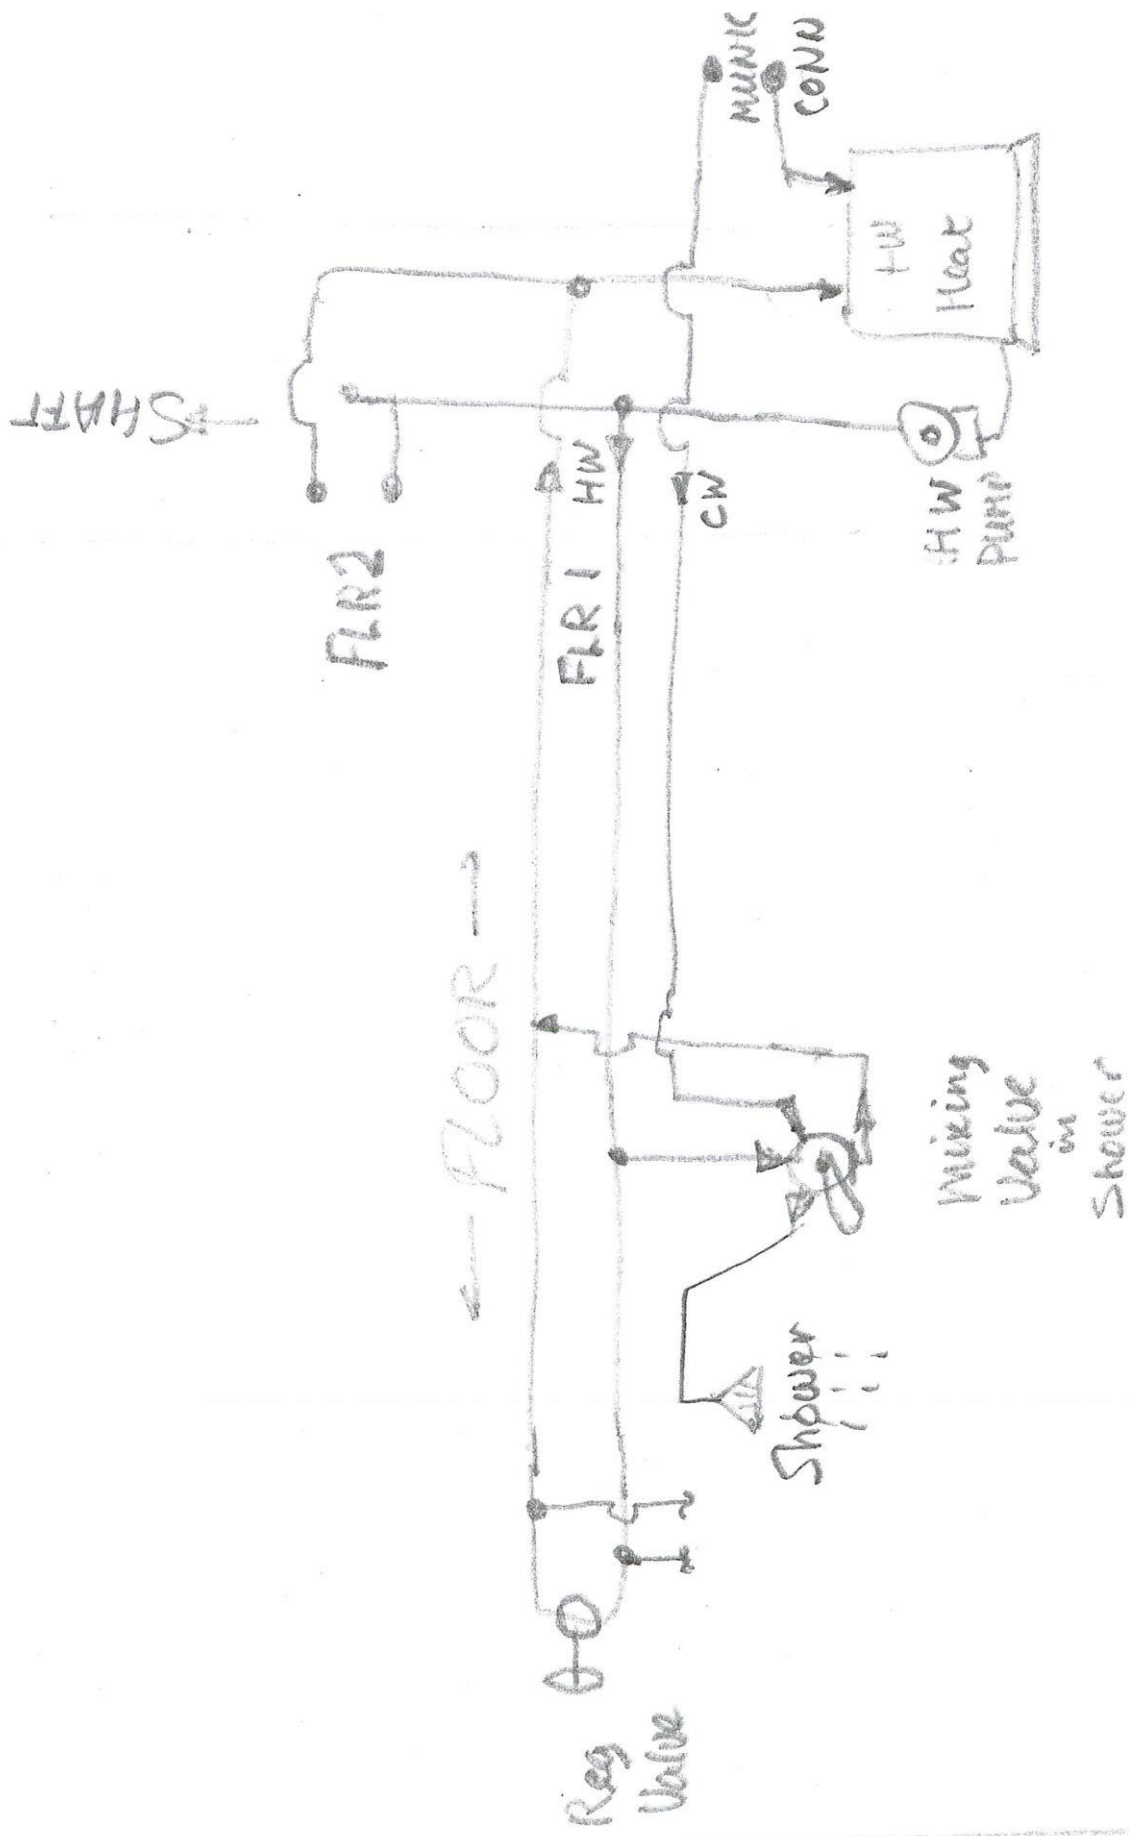 SHAFT
FLR2
FLR 1
HW
CW
MUNIC
CONN
HW
Heat
HW
PUMP
FLOOR
Mixing
Valve
in
Shower
Shower
Reg
Valve